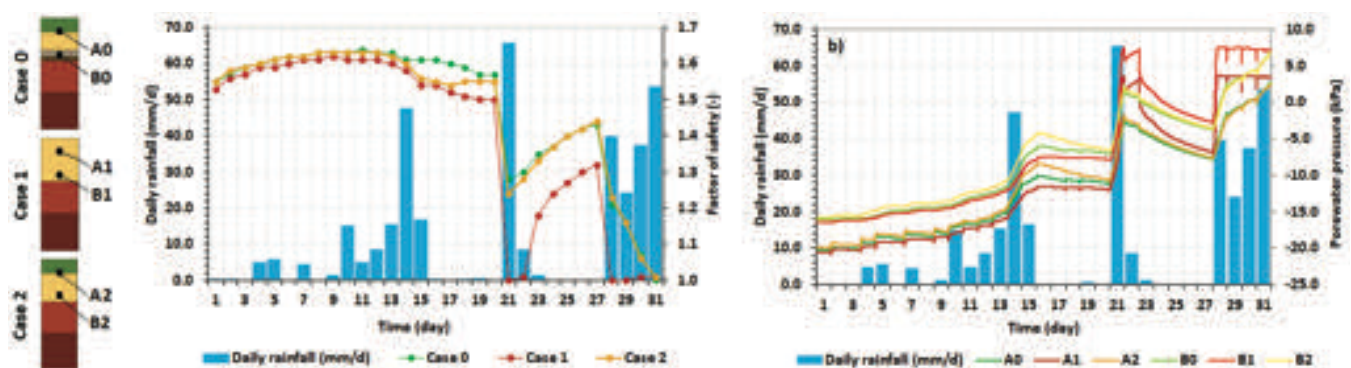 Case 0
A0
B0
Case 1
A1
B1
Case 2
A2
B2
Daily rainfall (mm/d)
70.0
60.0
50.0
40.0
30.0
20.0
10.0
0.0
1 3 5 7 9 11 13 15 17 19 21 23 25 27 29 31
Time (day)
1.7
1.6
1.5
1.4
1.3
1.2
1.1
1.0
Factor of safety (-)
Daily rainfall (mm/d) Case 0 Case 1 Case 2
b)
Daily rainfall (mm/d)
70.0
60.0
50.0
40.0
30.0
20.0
10.0
0.0
1 3 5 7 9 11 13 15 17 19 21 23 25 27 29 31
Time (day)
10.0
5.0
0.0
-5.0
-10.0
-15.0
-20.0
-25.0
Porewater pressure (kPa)
Daily rainfall (mm/d) A0 A1 A2 B0 B1 B2